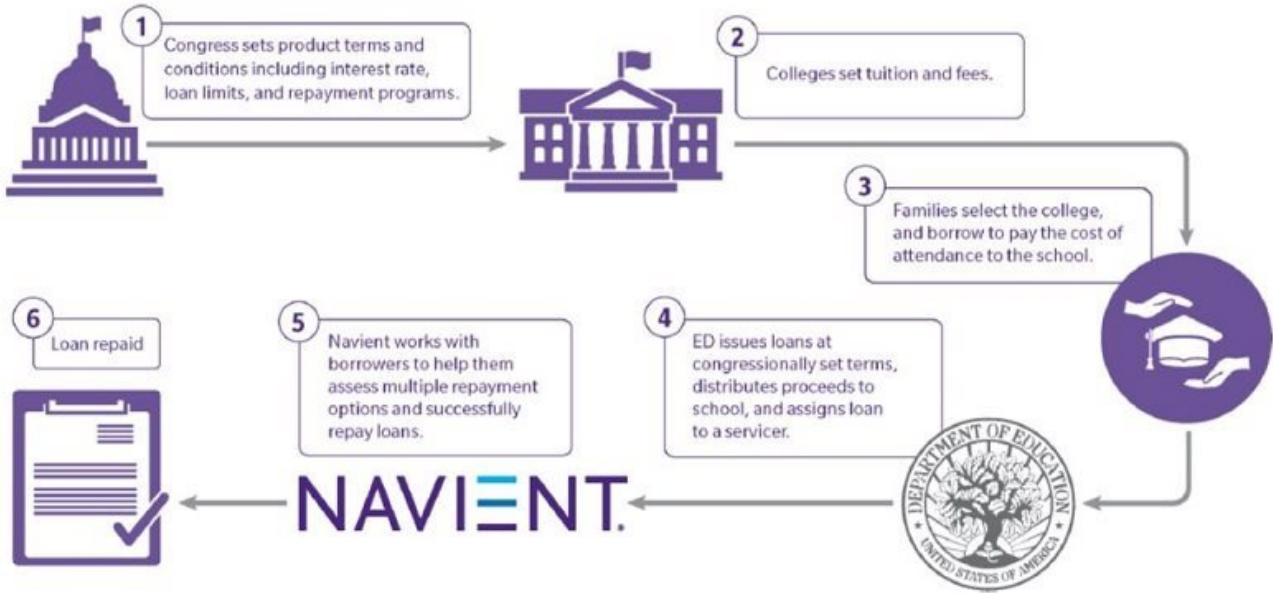 1
Congress sets product terms and
conditions including interest rate,
loan limits, and repayment programs.
2
Colleges set tuition and fees.
3
Families select the college,
and borrow to pay the cost of
attendance to the school.
4
ED issues loans at
congressionally set terms,
distributes proceeds to
school, and assigns loan
to a servicer.
DEPARTMENT OF EDUCATION
UNITED STATES OF AMERICA
5
Navient works with
borrowers to help them
assess multiple repayment
options and successfully
repay loans.
NAVIENT.
6
Loan repaid